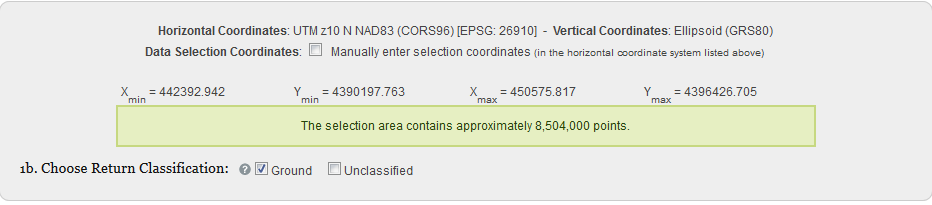 Horizontal Coordinates: UTM z10 N NAD83 (CORS96) [EPSG: 26910] - Vertical Coordinates: Ellipsoid (GRS80)
Data Selection Coordinates: Manually enter selection coordinates (in the horizontal coordinate system listed above)
Xmin = 442392.942 Ymin = 4390197.763 Xmax = 450575.817 Ymax = 4396426.705
The selection area contains approximately 8,504,000 points.
1b. Choose Return Classification: ? Ground Unclassified